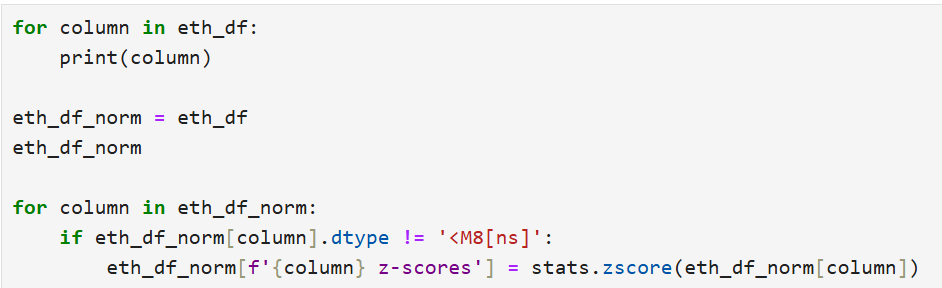 for column in eth_df:
    print(column)

eth_df_norm = eth_df
eth_df_norm

for column in eth_df_norm:
    if eth_df_norm[column].dtype != '<M8[ns]':
        eth_df_norm[f'{column} z-scores'] = stats.zscore(eth_df_norm[column])